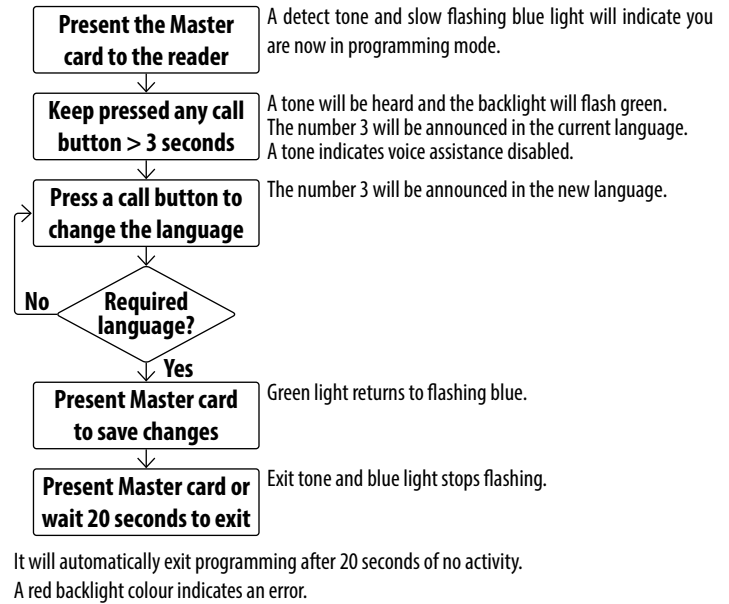 Present the Master
card to the reader
A detect tone and slow flashing blue light will indicate you
are now in programming mode.
Keep pressed any call
button > 3 seconds
A tone will be heard and the backlight will flash green.
The number 3 will be announced in the current language.
A tone indicates voice assistance disabled.
Press a call button to
change the language
The number 3 will be announced in the new language.
No
Required
language?
Yes
Present Master card
to save changes
Green light returns to flashing blue.
Present Master card or
wait 20 seconds to exit
Exit tone and blue light stops flashing.
It will automatically exit programming after 20 seconds of no activity.
A red backlight colour indicates an error.